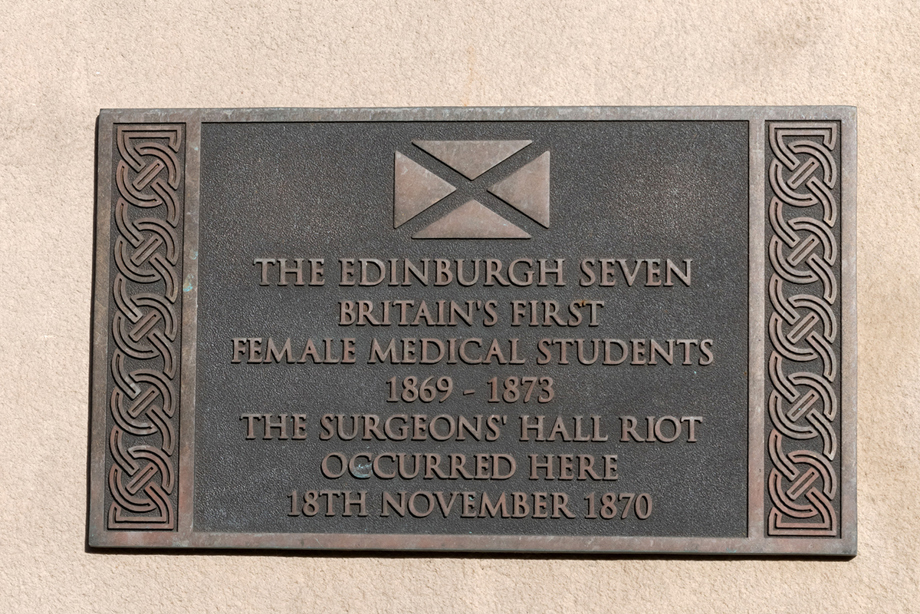 THE EDINBURGH SEVEN
BRITAIN'S FIRST
FEMALE MEDICAL STUDENTS
1869 - 1873
THE SURGEONS' HALL RIOT
OCCURRED HERE
18TH NOVEMBER 1870